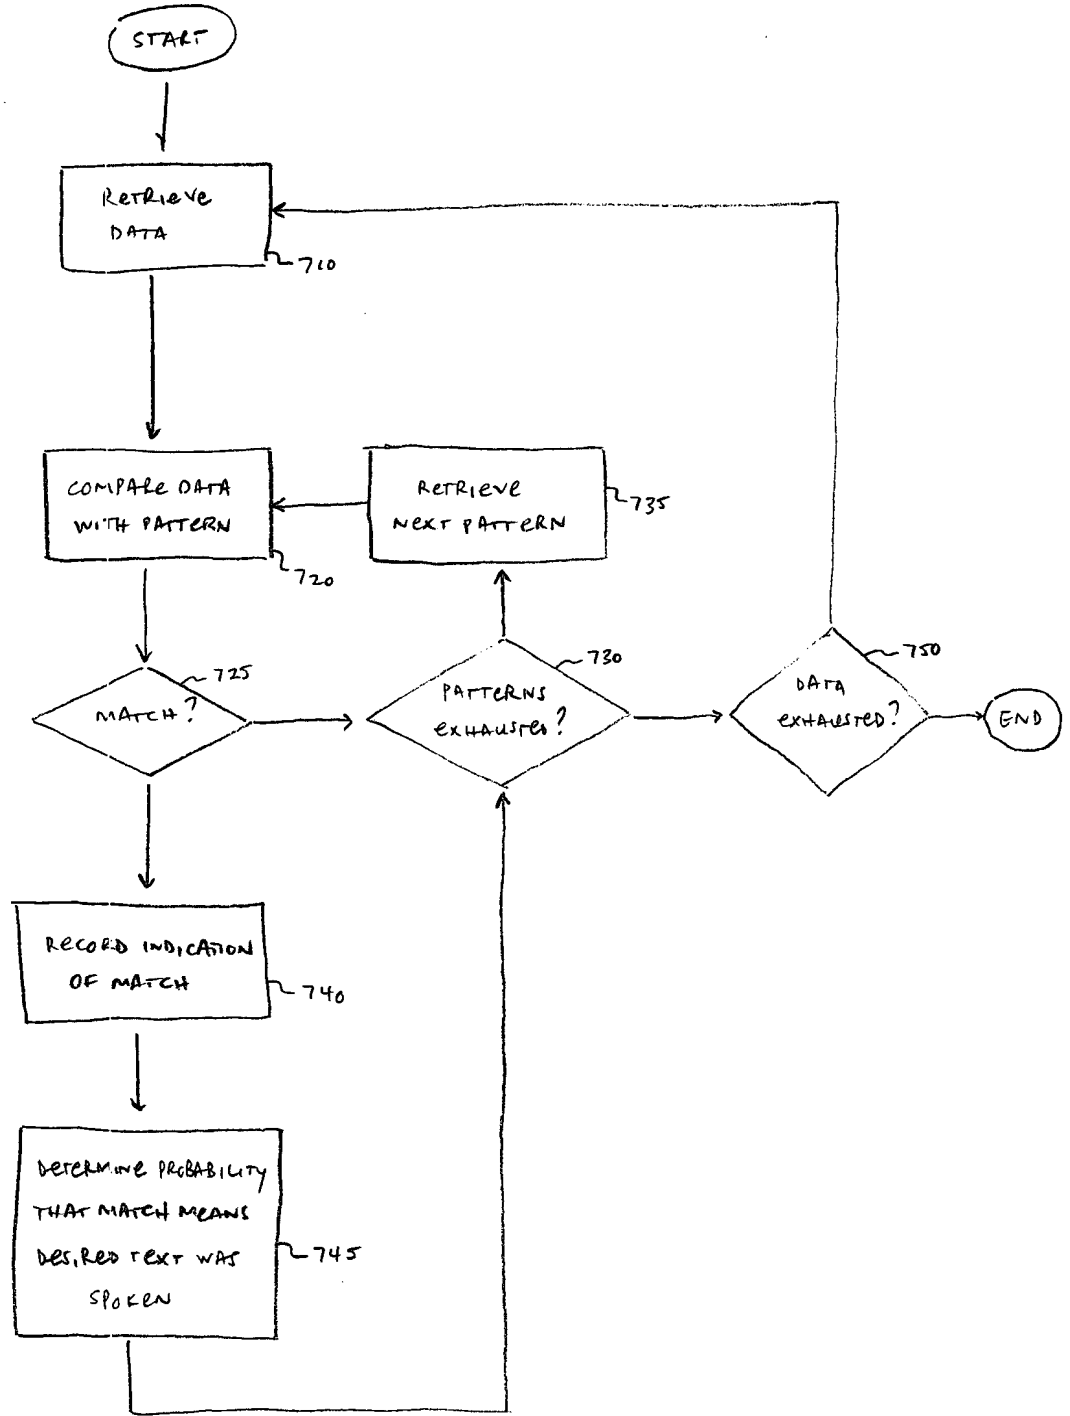 START
RETRIEVE
DATA
710
COMPARE DATA
WITH PATTERN
720
RETRIEVE
NEXT PATTERN
735
MATCH?
725
PATTERNS
EXHAUSTED?
730
DATA
EXHAUSTED?
750
END
RECORD INDICATION
OF MATCH
740
DETERMINE PROBABILITY
THAT MATCH MEANS
DESIRED TEXT WAS
SPOKEN
745